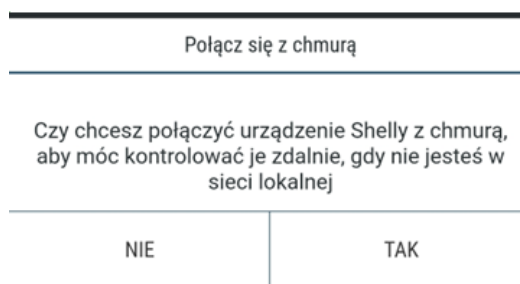 Połącz się z chmurą
Czy chcesz połączyć urządzenie Shelly z chmurą,
aby móc kontrolować je zdalnie, gdy nie jesteś w
sieci lokalnej
NIE TAK